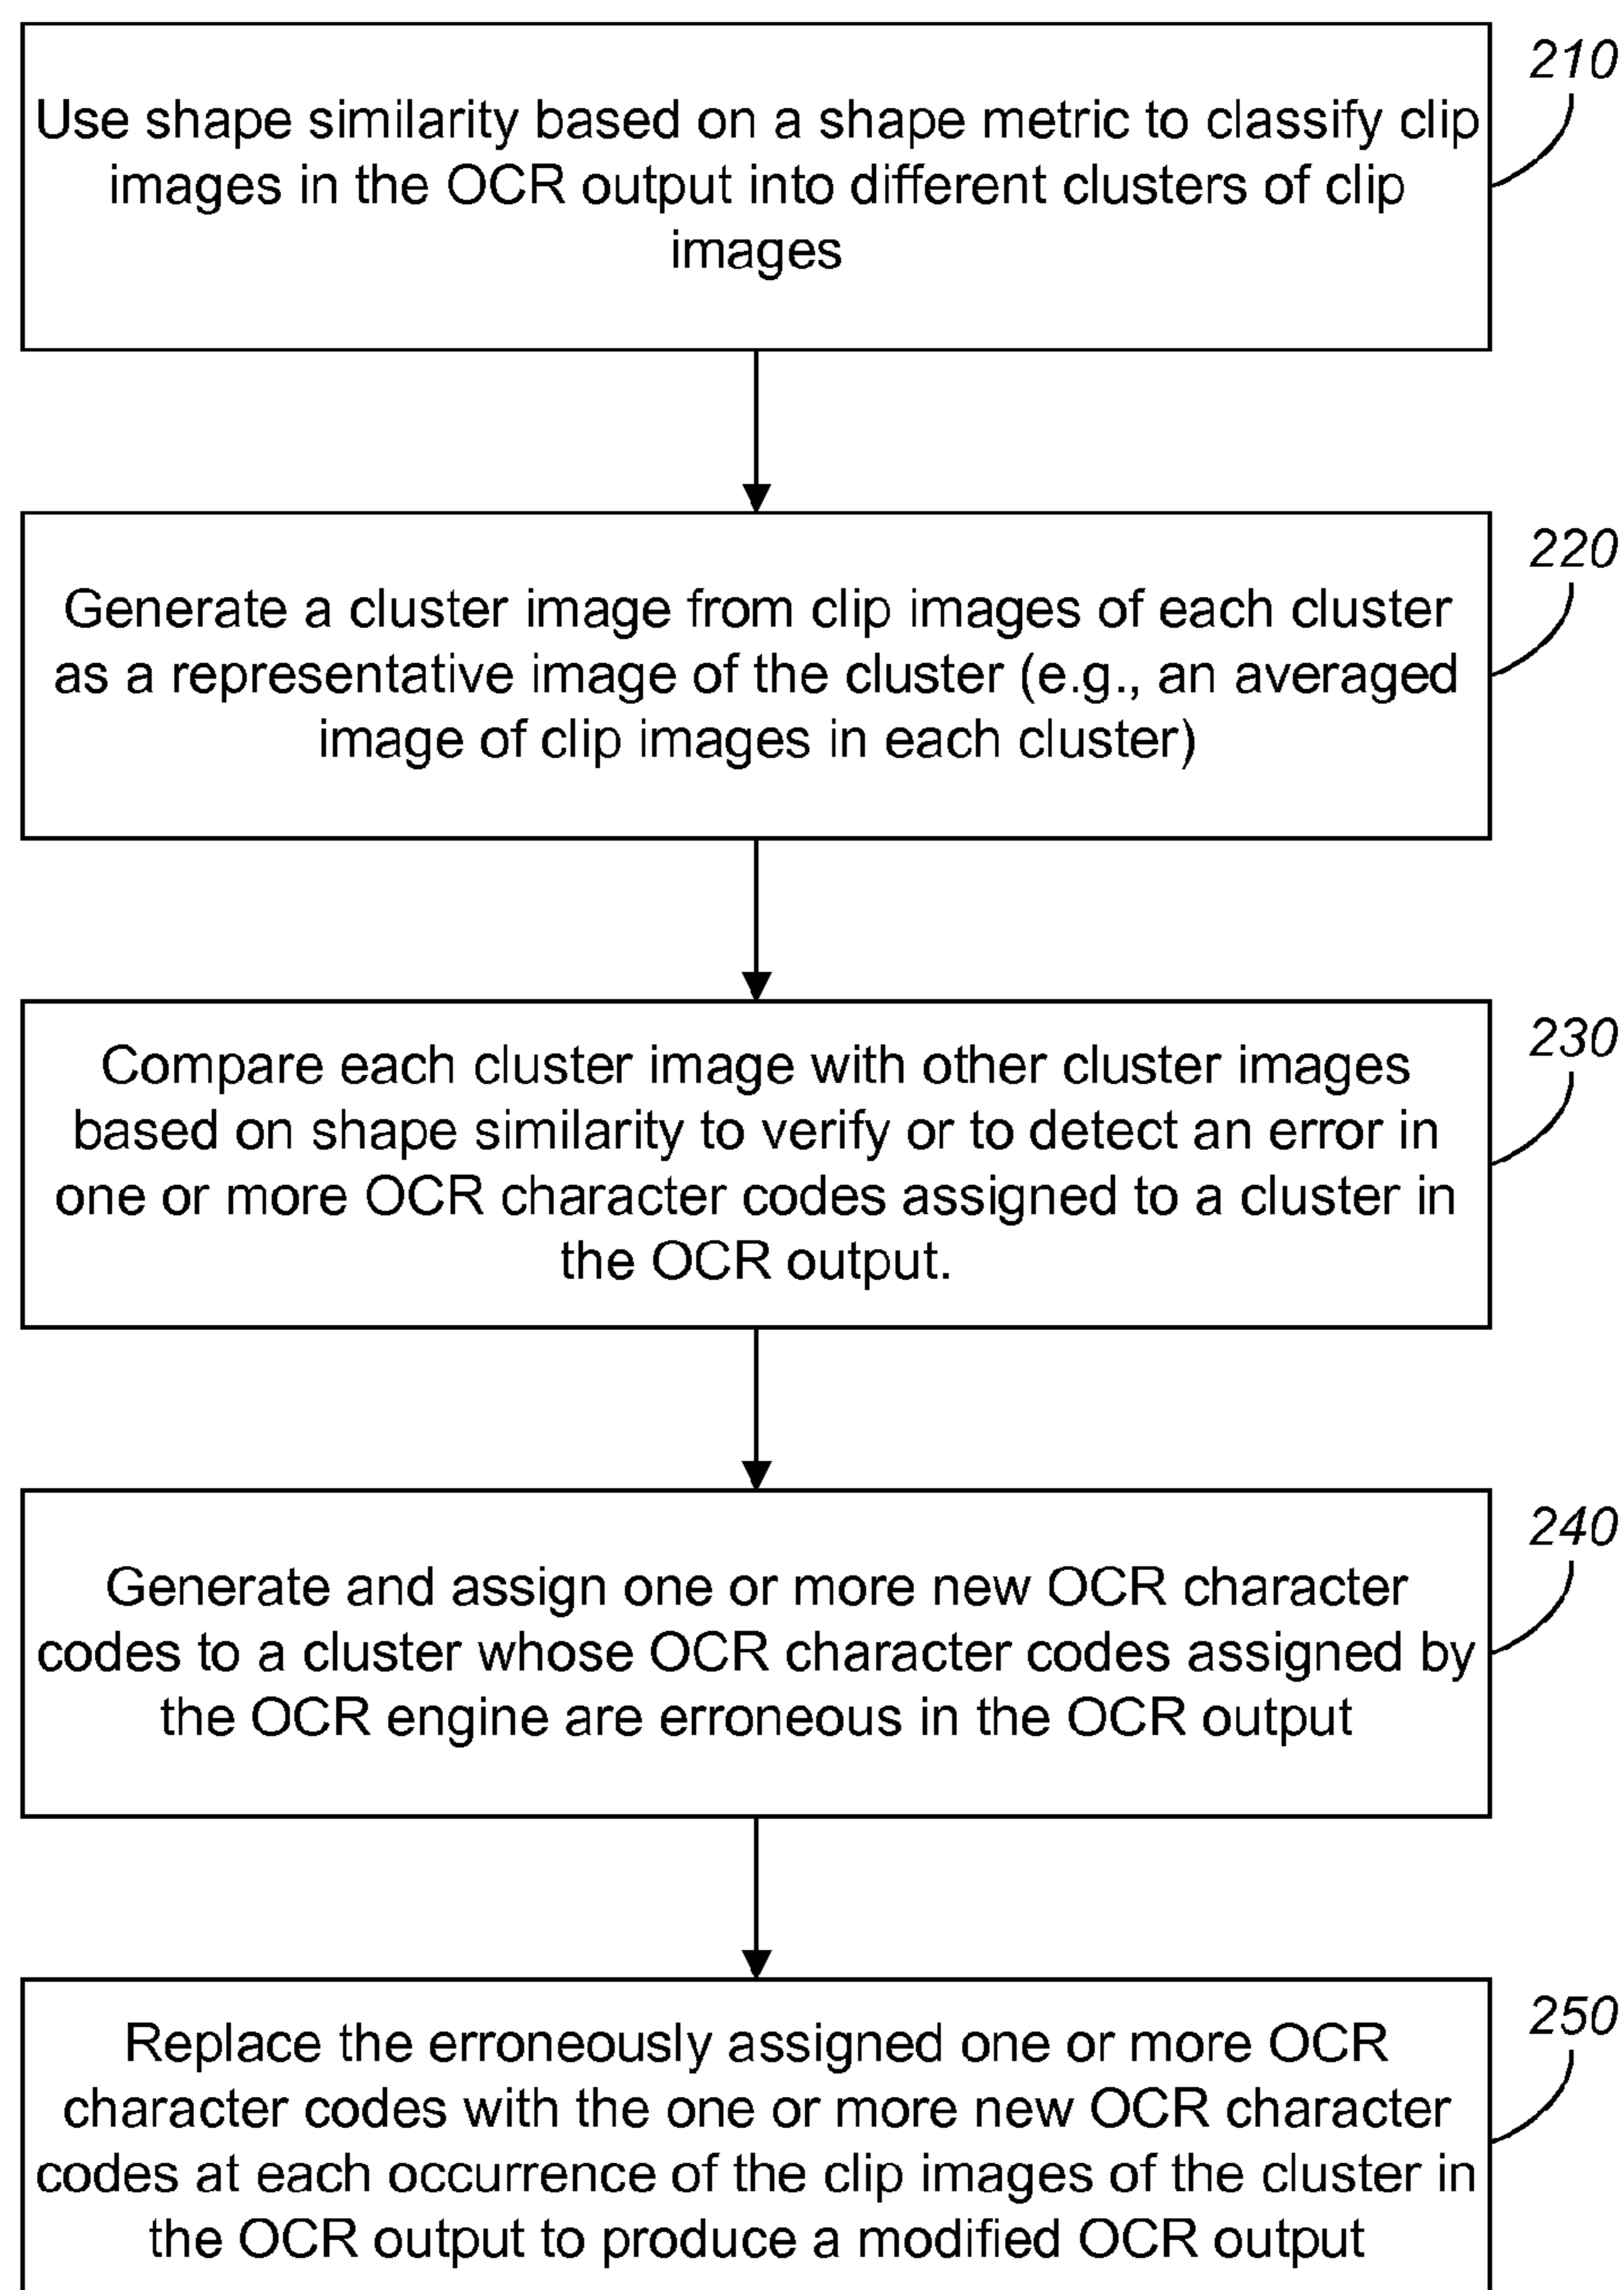 210
Use shape similarity based on a shape metric to classify clip
images in the OCR output into different clusters of clip
images
220
Generate a cluster image from clip images of each cluster
as a representative image of the cluster (e.g., an averaged
image of clip images in each cluster)
230
Compare each cluster image with other cluster images
based on shape similarity to verify or to detect an error in
one or more OCR character codes assigned to a cluster in
the OCR output.
240
Generate and assign one or more new OCR character
codes to a cluster whose OCR character codes assigned by
the OCR engine are erroneous in the OCR output
250
Replace the erroneously assigned one or more OCR
character codes with the one or more new OCR character
codes at each occurrence of the clip images of the cluster in
the OCR output to produce a modified OCR output